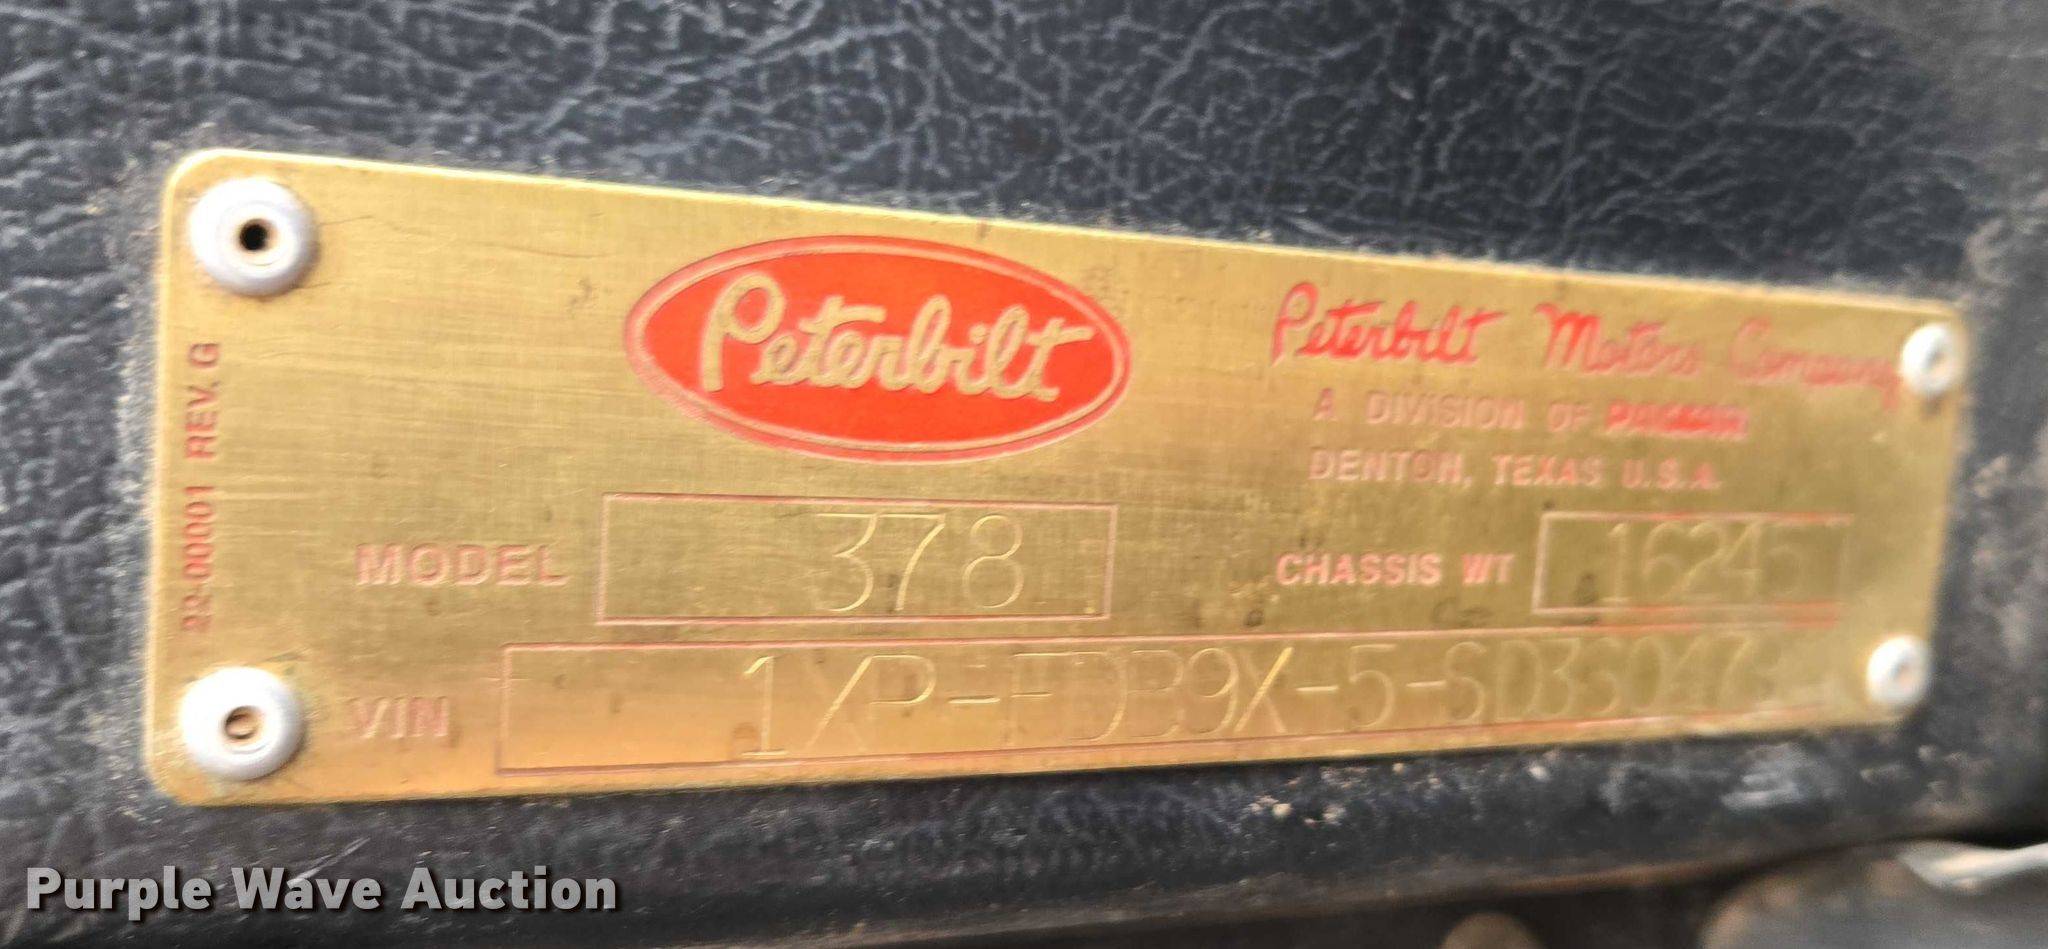 Peterbilt
Peterbilt Motors Company
A DIVISION OF PACCAR
DENTON, TEXAS U.S.A.
22-00001 REV. G
MODEL 378
CHASSIS WT 16245
VIN
Purple Wave Auction